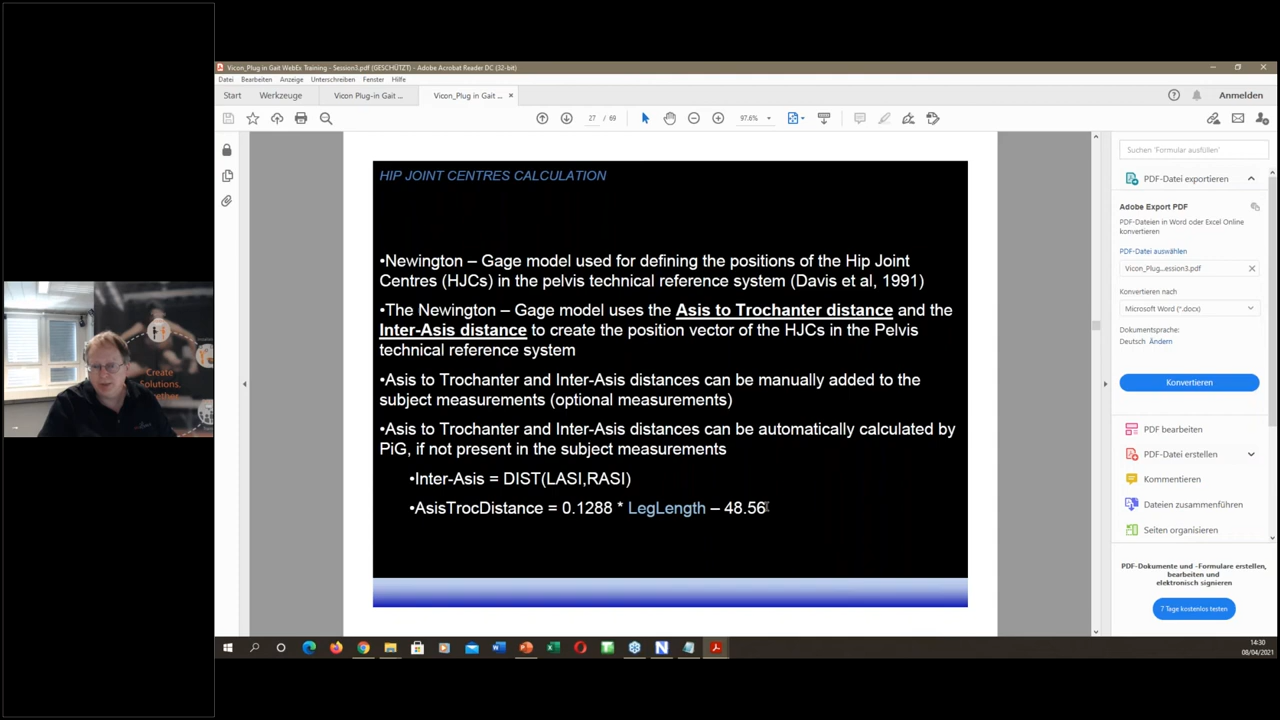 Vicon_Plug in Gait WebEx Training - Session3.pdf (GESCHÜTZT) - Adobe Acrobat Reader DC (32-bit)
Datei Bearbeiten Anzeige Unterschreiben Fenster Hilfe
Start Werkzeuge Vicon Plug-in Gait ... Vicon_Plug in Gait ... × Anmelden
27 / 69 97.6%
HIP JOINT CENTRES CALCULATION
•Newington – Gage model used for defining the positions of the Hip Joint
Centres (HJCs) in the pelvis technical reference system (Davis et al, 1991)
•The Newington – Gage model uses the Asis to Trochanter distance and the
Inter-Asis distance to create the position vector of the HJCs in the Pelvis
technical reference system
•Asis to Trochanter and Inter-Asis distances can be manually added to the
subject measurements (optional measurements)
•Asis to Trochanter and Inter-Asis distances can be automatically calculated by
PiG, if not present in the subject measurements
•Inter-Asis = DIST(LASI,RASI)
•AsisTrocDistance = 0.1288 * LegLength – 48.56
Suchen 'Formular ausfüllen'
PDF-Datei exportieren
Adobe Export PDF
PDF-Dateien in Word oder Excel Online
konvertieren
PDF-Datei auswählen
Vicon_Plug...ession3.pdf
Konvertieren nach
Microsoft Word (*.docx)
Dokumentsprache:
Deutsch Ändern
Konvertieren
PDF bearbeiten
PDF-Datei erstellen
Kommentieren
Dateien zusammenführen
Seiten organisieren
PDF-Dokumente und -Formulare erstellen,
bearbeiten und
elektronisch signieren
7 Tage kostenlos testen
Create
Solutions.
14:30
08/04/2021